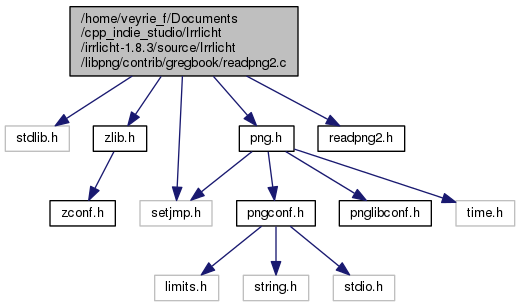 /home/veyrie_f/Documents
/cpp_indie_studio/Irrlicht
/irrlicht-1.8.3/source/Irrlicht
/libpng/contrib/gregbook/readpng2.c
stdlib.h
zlib.h
png.h
readpng2.h
zconf.h
setjmp.h
pngconf.h
pnglibconf.h
time.h
limits.h
string.h
stdio.h